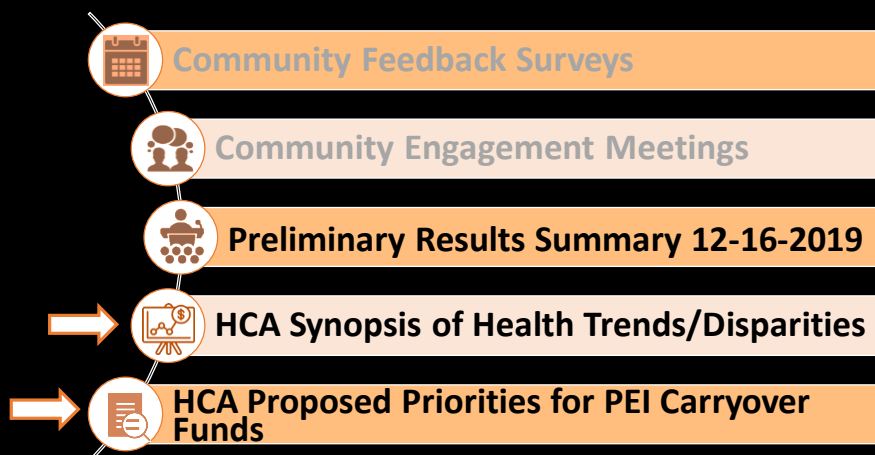 Community Feedback Surveys
Community Engagement Meetings
Preliminary Results Summary 12-16-2019
HCA Synopsis of Health Trends/Disparities
HCA Proposed Priorities for PEI Carryover
Funds